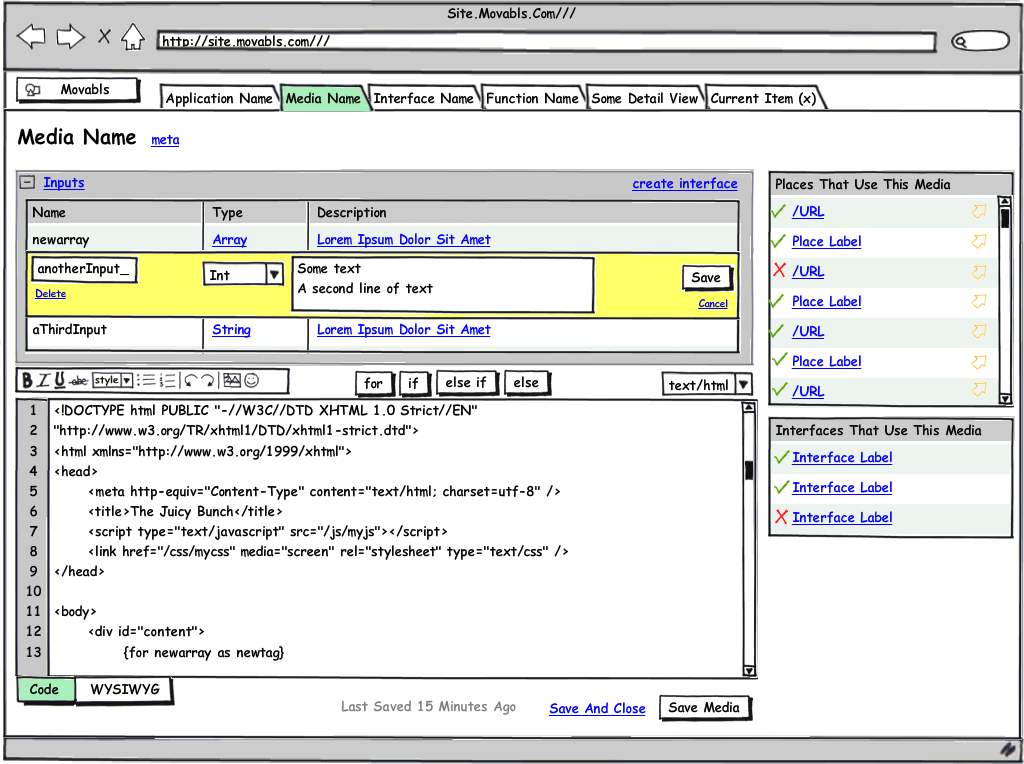 Site.Movabls.Com///
http://site.movabls.com///
Movabls
Application Name
Media Name
Interface Name
Function Name
Some Detail View
Current Item (x)
Media Name meta
Inputs
create interface
Name Type Description
newarray Array Lorem Ipsum Dolor Sit Amet
anotherInput_ Int Some text
A second line of text
Save
Delete
Cancel
aThirdInput String Lorem Ipsum Dolor Sit Amet
B I U abc style
for
if
else if
else
text/html
1 <!DOCTYPE html PUBLIC "-//W3C//DTD XHTML 1.0 Strict//EN"
2 "http://www.w3.org/TR/xhtml1/DTD/xhtml1-strict.dtd">
3 <html xmlns="http://www.w3.org/1999/xhtml">
4 <head>
5 <meta http-equiv="Content-Type" content="text/html; charset=utf-8" />
6 <title>The Juicy Bunch</title>
7 <script type="text/javascript" src="/js/myjs"></script>
8 <link href="/css/mycss" media="screen" rel="stylesheet" type="text/css" />
9 </head>
10
11 <body>
12 <div id="content">
13 {for newarray as newtag}
Code
WYSIWYG
Last Saved 15 Minutes Ago
Save And Close
Save Media
Places That Use This Media
/URL
Place Label
/URL
Place Label
/URL
Place Label
/URL
Interfaces That Use This Media
Interface Label
Interface Label
Interface Label